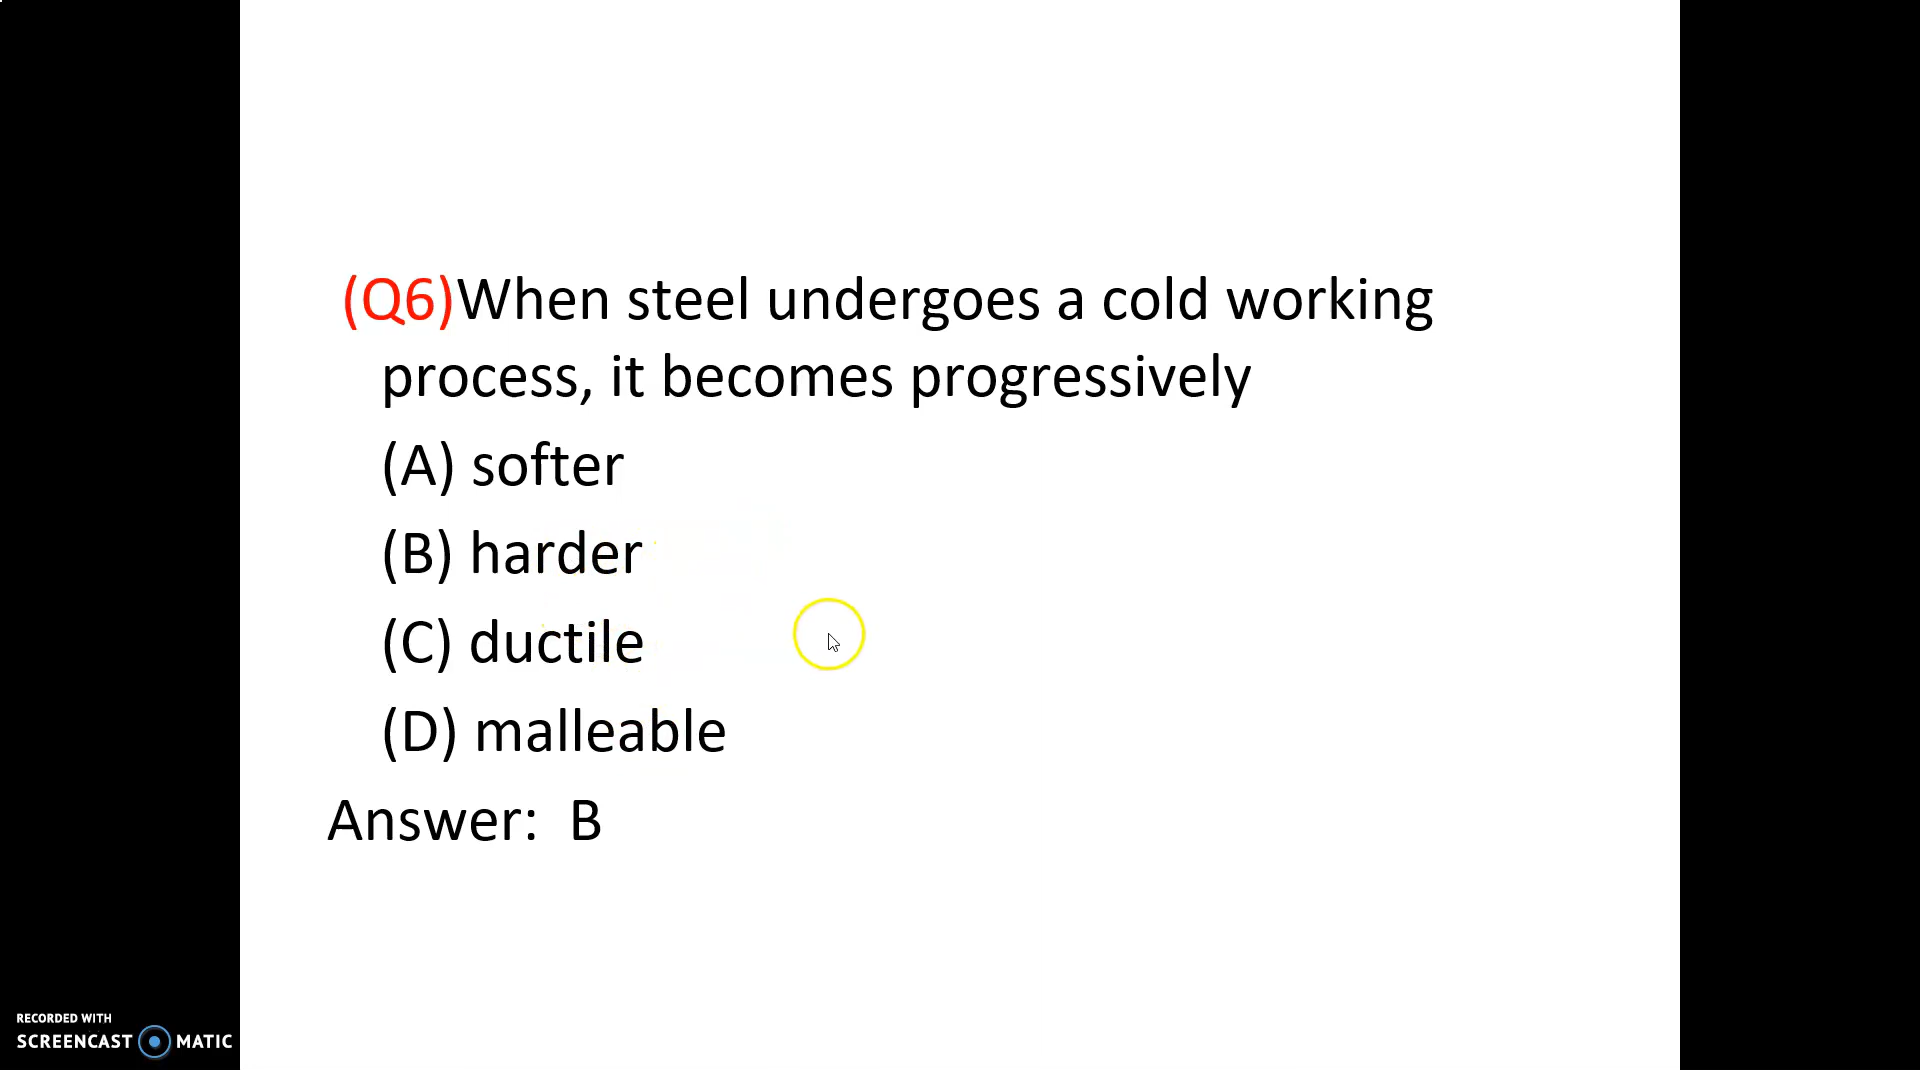 (Q6)When steel undergoes a cold working
process, it becomes progressively
(A) softer
(B) harder
(C) ductile
(D) malleable
Answer: B
RECORDED WITH
SCREENCAST MATIC